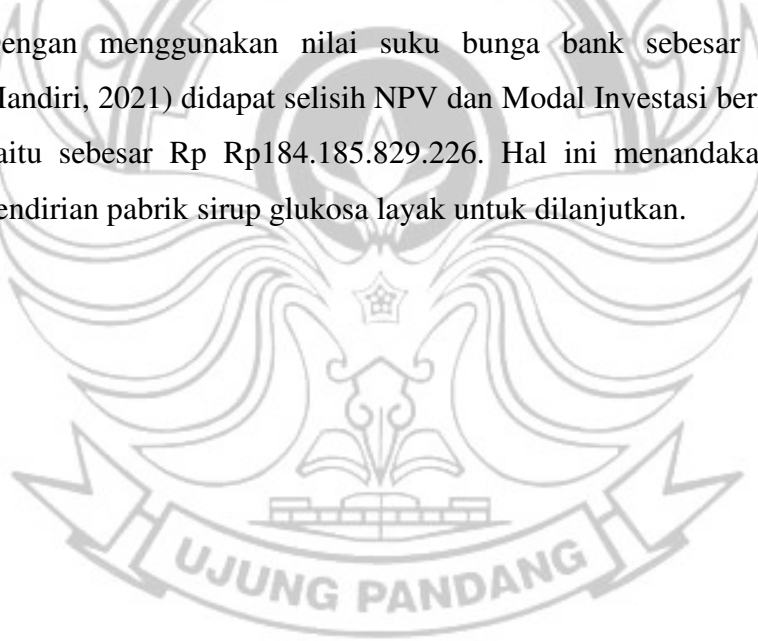 engan menggunakan nilai suku bunga bank sebesar
Mandiri, 2021) didapat selisih NPV dan Modal Investasi ber
aitu sebesar Rp Rp184.185.829.226. Hal ini menandaka
endirian pabrik sirup glukosa layak untuk dilanjutkan.
UJUNG PANDANG